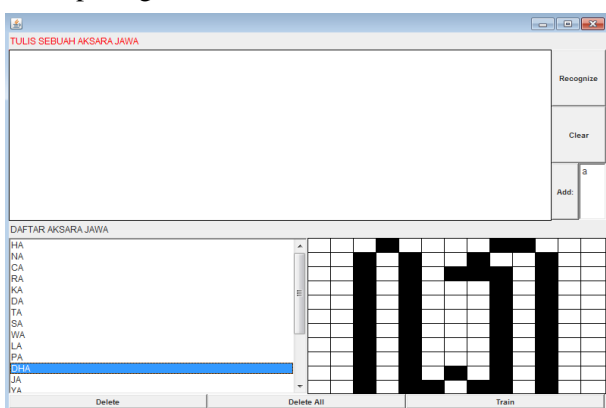 TULIS SEBUAH AKSARA JAWA
Recognize
Clear
Add:
a
DAFTAR AKSARA JAWA
HA
NA
CA
RA
KA
DA
TA
SA
WA
LA
PA
DHA
JA
YA
Delete
Delete All
Train